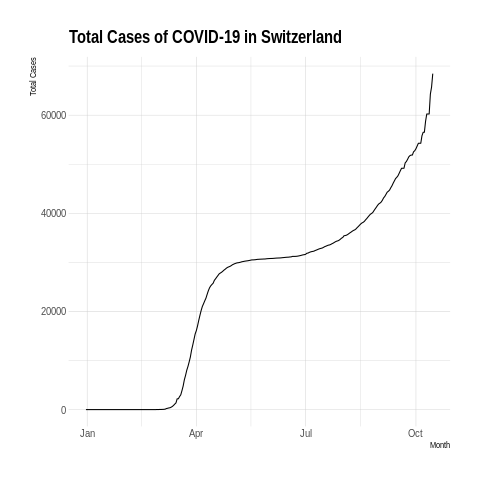 Total Cases of COVID-19 in Switzerland
Total Cases
60000
40000
20000
0
Jan Apr Jul Oct
Month